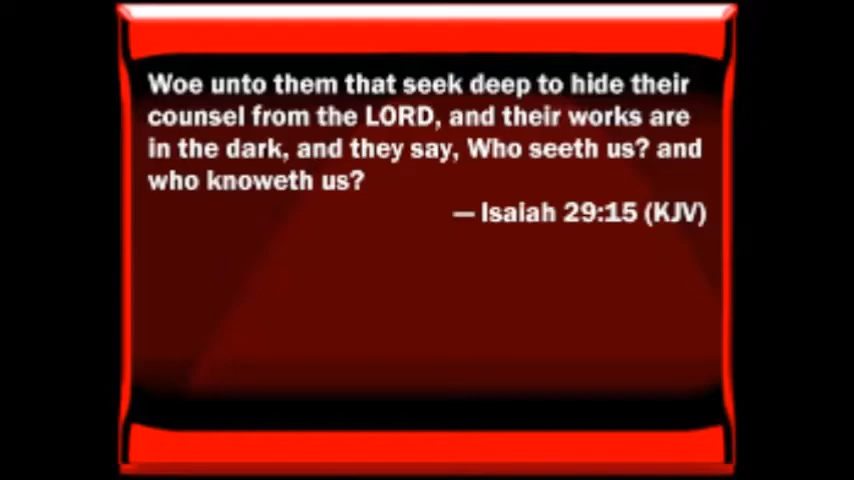 Woe unto them that seek deep to hide their
counsel from the LORD, and their works are
in the dark, and they say, Who seeth us? and
who knoweth us?
— Isaiah 29:15 (KJV)